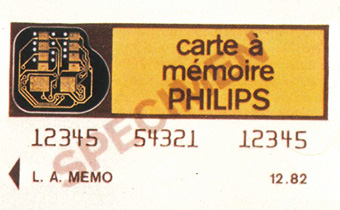 carte à
mémoire
PHILIPS
SPECIMEN
12345 54321 12345
L. A. MEMO 12.82